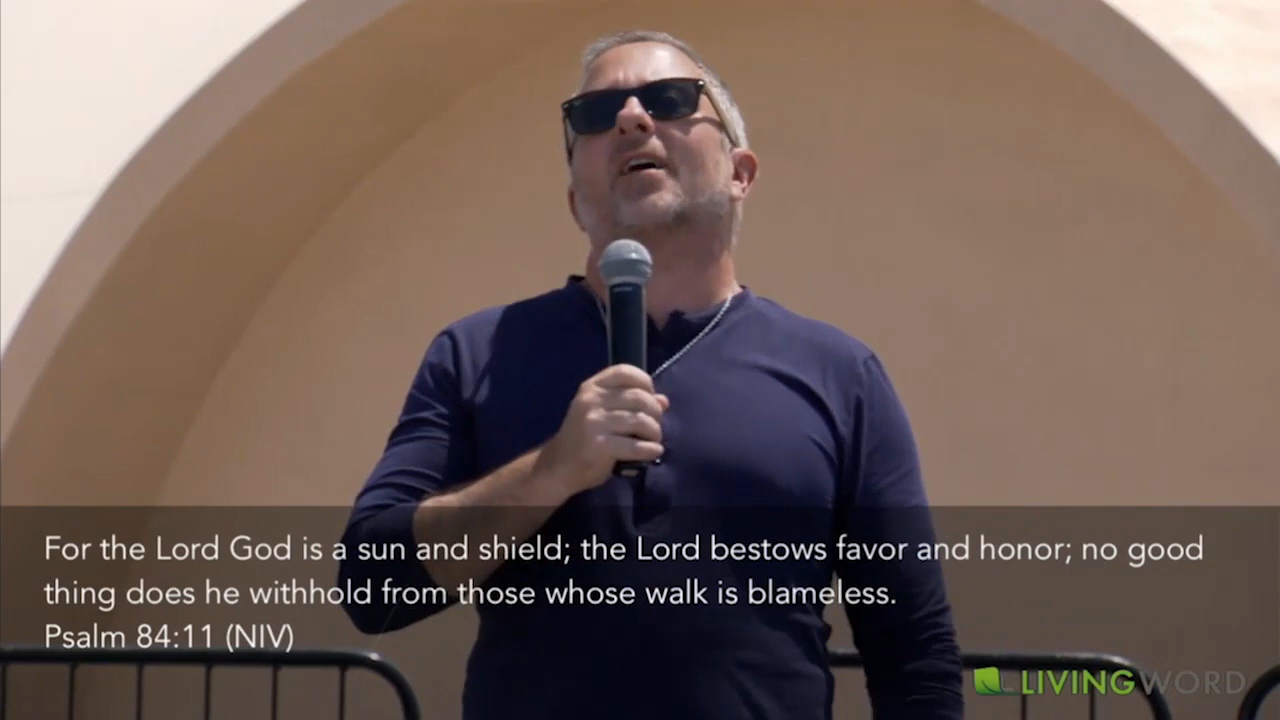 For the Lord God is a sun and shield; the Lord bestows favor and honor; no good
thing does he withhold from those whose walk is blameless.
Psalm 84:11 (NIV)
LIVINGWORD